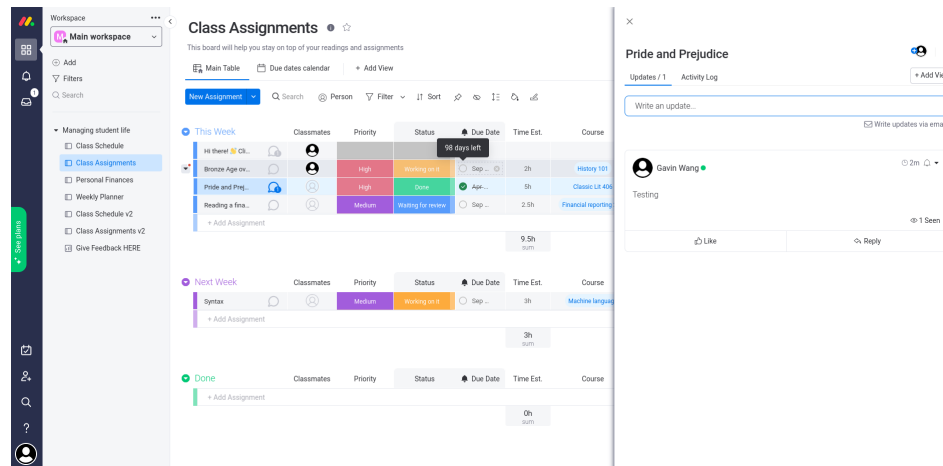 Workspace
M Main workspace
Add
Filters
Search
Managing student life
Class Schedule
Class Assignments
Personal Finances
Weekly Planner
Class Schedule v2
Class Assignments v2
Give Feedback HERE
See plans
1
?
Class Assignments
This board will help you stay on top of your readings and assignments
Main Table Due dates calendar + Add View
New Assignment Search Person Filter Sort
This Week Classmates Priority Status Due Date Time Est. Course
98 days left
Hi there! Cli...
Bronze Age ov... High Working on it Sep ... 2h History 101
Pride and Prej... High Done Apr ... 5h Classic Lit 406
Reading a fina... Medium Waiting for review Sep ... 2.5h Financial reporting
+ Add Assignment
9.5h
sum
Next Week Classmates Priority Status Due Date Time Est. Course
Syntax Medium Working on it Sep ... 3h Machine languag
+ Add Assignment
3h
sum
Done Classmates Priority Status Due Date Time Est. Course
+ Add Assignment
0h
sum
Pride and Prejudice
Updates / 1 Activity Log + Add Vie
Write an update...
Write updates via ema
Gavin Wang 2m
Testing
1 Seen
Like Reply